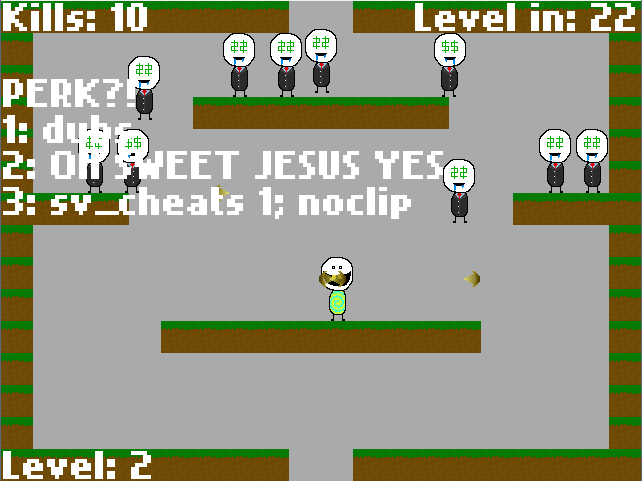 Kills: 10
Level in: 22
$$ $$ $$ $$
$$
PERK?!
1: dubs
$$ $$ $$ $$
2: OH SWEET JESUS YES
$$
3: sv_cheats 1; noclip
Level: 2